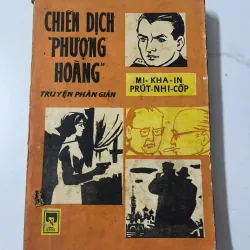 CHIẾN DỊCH
"PHƯỢNG
HOÀNG"
TRUYỆN PHẢN GIÁN
MI-KHA-IN
PRÚT-NHI-CỐP